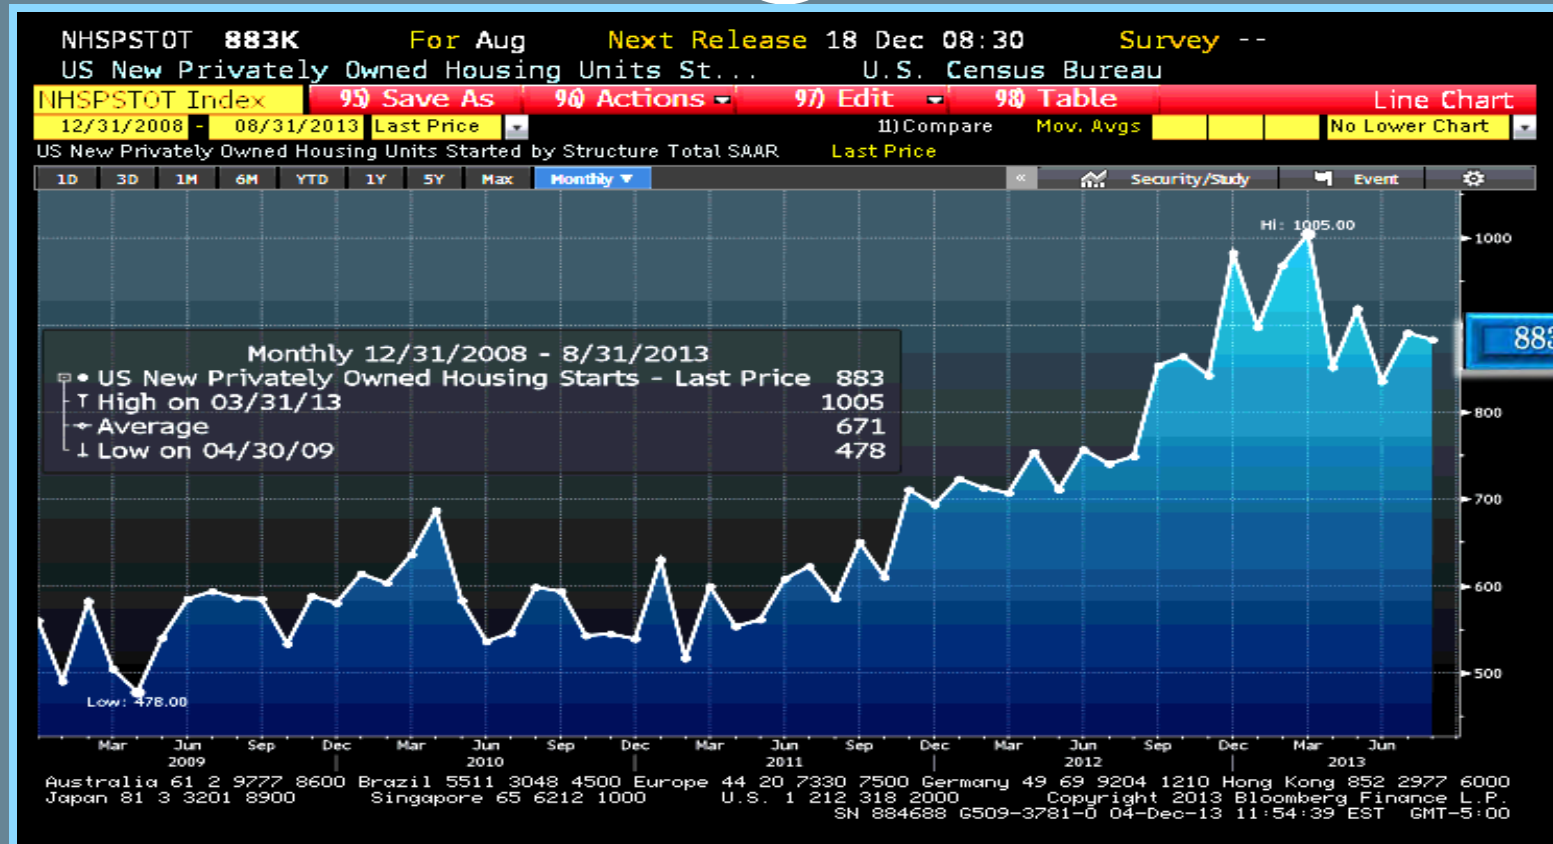 NHSPSTOT 883K For Aug Next Release 18 Dec 08:30 Survey --
US New Privately Owned Housing Units St... U.S. Census Bureau
NHSPSTOT Index 95) Save As 96) Actions 97) Edit 98) Table Line Chart
12/31/2008 - 08/31/2013 Last Price 11) Compare Mov. Avgs No Lower Chart
US New Privately Owned Housing Units Started by Structure Total SAAR Last Price
1D 3D 1M 6M YTD 1Y 5Y Max Monthly ▼ « Security/Study Event
Hi: 1005.00
1000
883
Monthly 12/31/2008 - 8/31/2013
US New Privately Owned Housing Starts - Last Price 883
High on 03/31/13 1005
Average 671
Low on 04/30/09 478
800
700
600
500
Low: 478.00
Mar Jun Sep Dec Mar Jun Sep Dec Mar Jun Sep Dec Mar Jun Sep Dec Mar Jun
2009 2010 2011 2012 2013
Australia 61 2 9777 8600 Brazil 5511 3048 4500 Europe 44 20 7330 7500 Germany 49 69 9204 1210 Hong Kong 852 2977 6000
Japan 81 3 3201 8900 Singapore 65 6212 1000 U.S. 1 212 318 2000 Copyright 2013 Bloomberg Finance L.P.
SN 884688 G509-3781-0 04-Dec-13 11:54:39 EST GMT-5:00